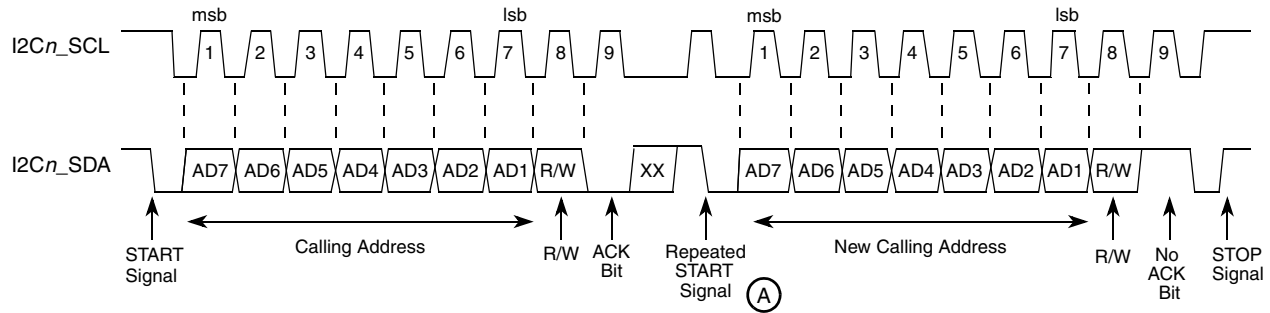 msb lsb msb lsb
I2Cn_SCL 1 2 3 4 5 6 7 8 9 1 2 3 4 5 6 7 8 9
I2Cn_SDA AD7 AD6 AD5 AD4 AD3 AD2 AD1 R/W XX AD7 AD6 AD5 AD4 AD3 AD2 AD1 R/W
START
Signal
Calling Address
R/W
ACK
Bit
Repeated
START
Signal
A
New Calling Address
R/W
No
ACK
Bit
STOP
Signal